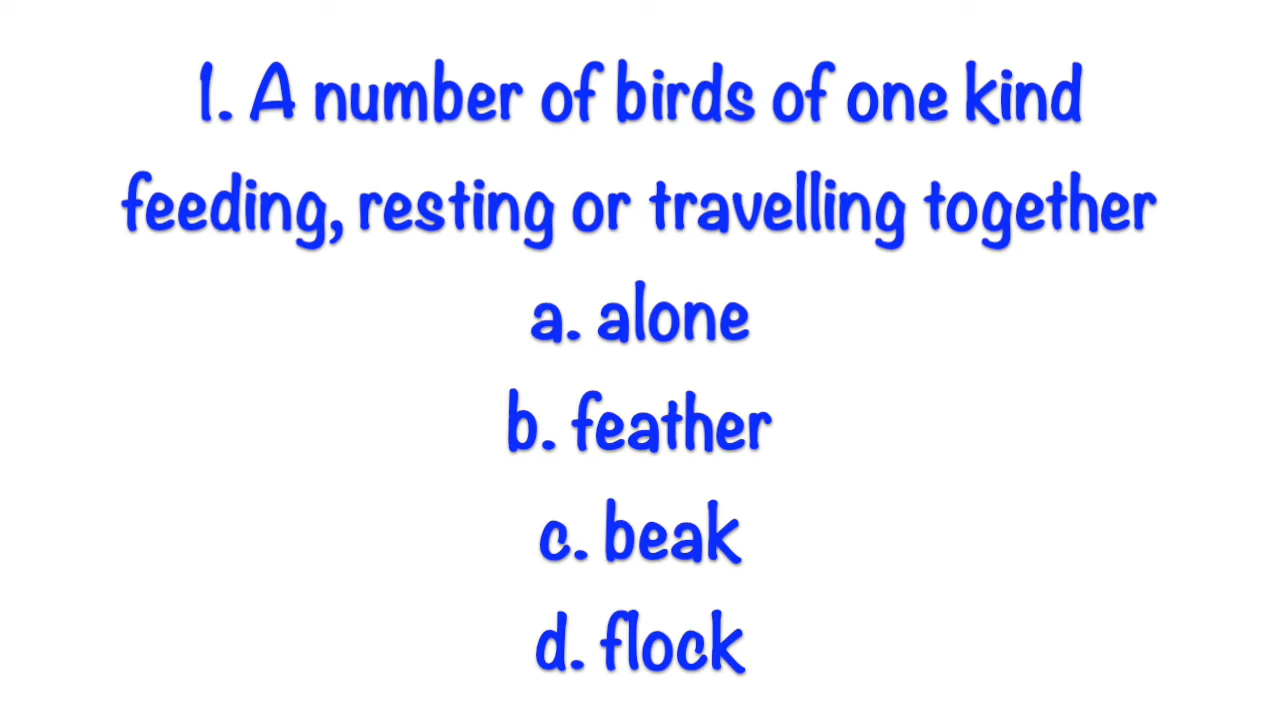 1. A number of birds of one kind
feeding, resting or travelling together
a. alone
b. feather
c. beak
d. flock